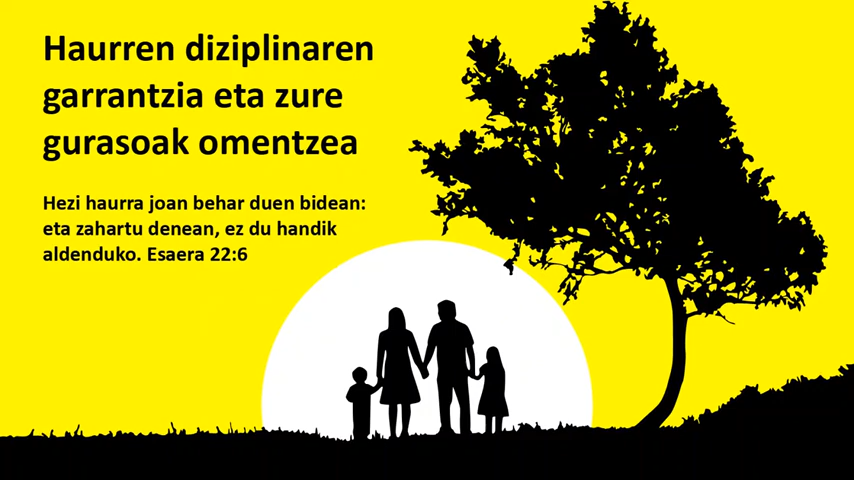 Haurren diziplinaren
garrantzia eta zure
gurasoak omentzea
Hezi haurra joan behar duen bidean:
eta zahartu denean, ez du handik
aldenduko. Esaera 22:6